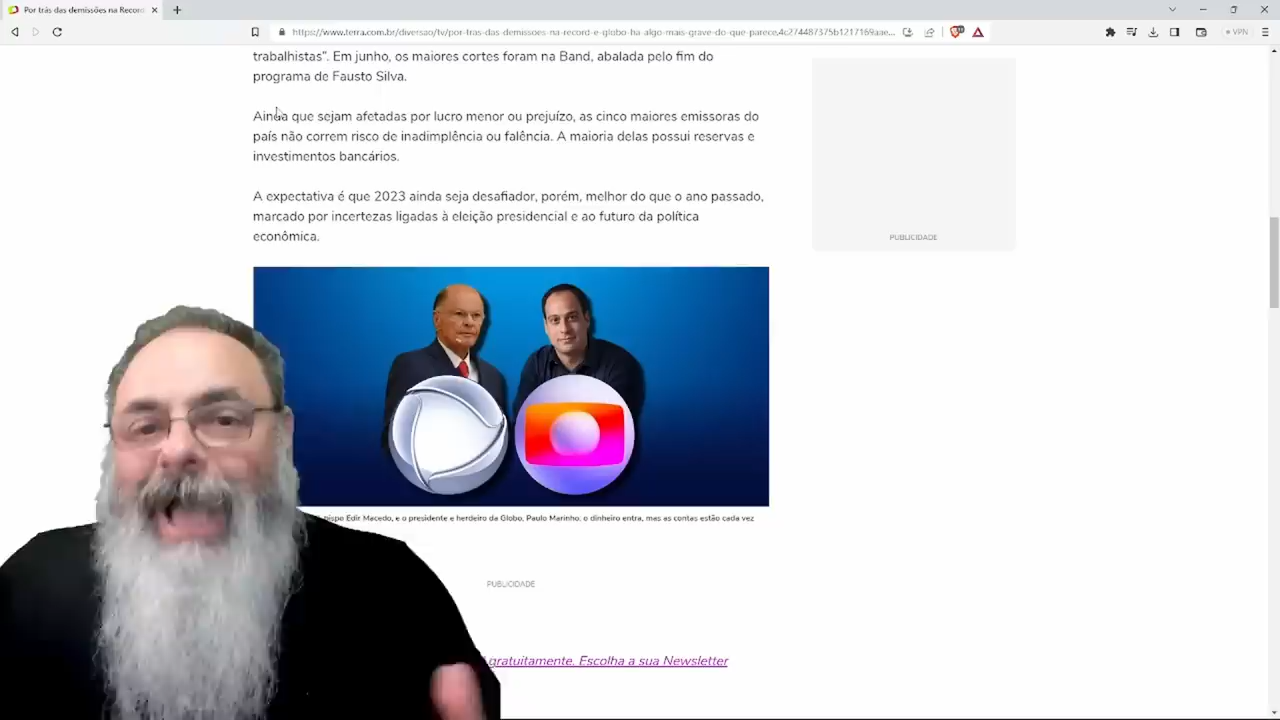 Por trás das demissões na Record
https://www.terra.com.br/diversao/tv/por-tras-das-demissoes-na-record-e-globo-ha-algo-mais-grave-do-que-parece,4c274487375b1217169aae...
VPN
trabalhistas". Em junho, os maiores cortes foram na Band, abalada pelo fim do
programa de Fausto Silva.
Ainda que sejam afetadas por lucro menor ou prejuízo, as cinco maiores emissoras do
país não correm risco de inadimplência ou falência. A maioria delas possui reservas e
investimentos bancários.
A expectativa é que 2023 ainda seja desafiador, porém, melhor do que o ano passado,
marcado por incertezas ligadas à eleição presidencial e ao futuro da política
econômica.
PUBLICIDADE
bispo Edir Macedo, e o presidente e herdeiro da Globo, Paulo Marinho: o dinheiro entra, mas as contas estão cada vez
PUBLICIDADE
gratuitamente. Escolha a sua Newsletter